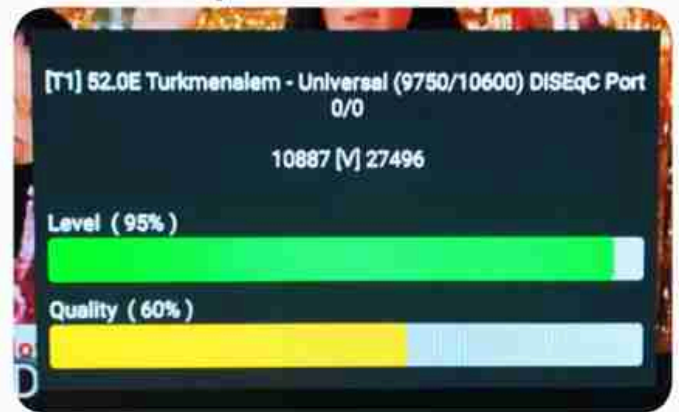 [T1] 52.0E Turkmenalem - Universal (9750/10600) DISEqC Port
0/0
10887 [V] 27496
Level ( 95% )
Quality ( 60% )
D